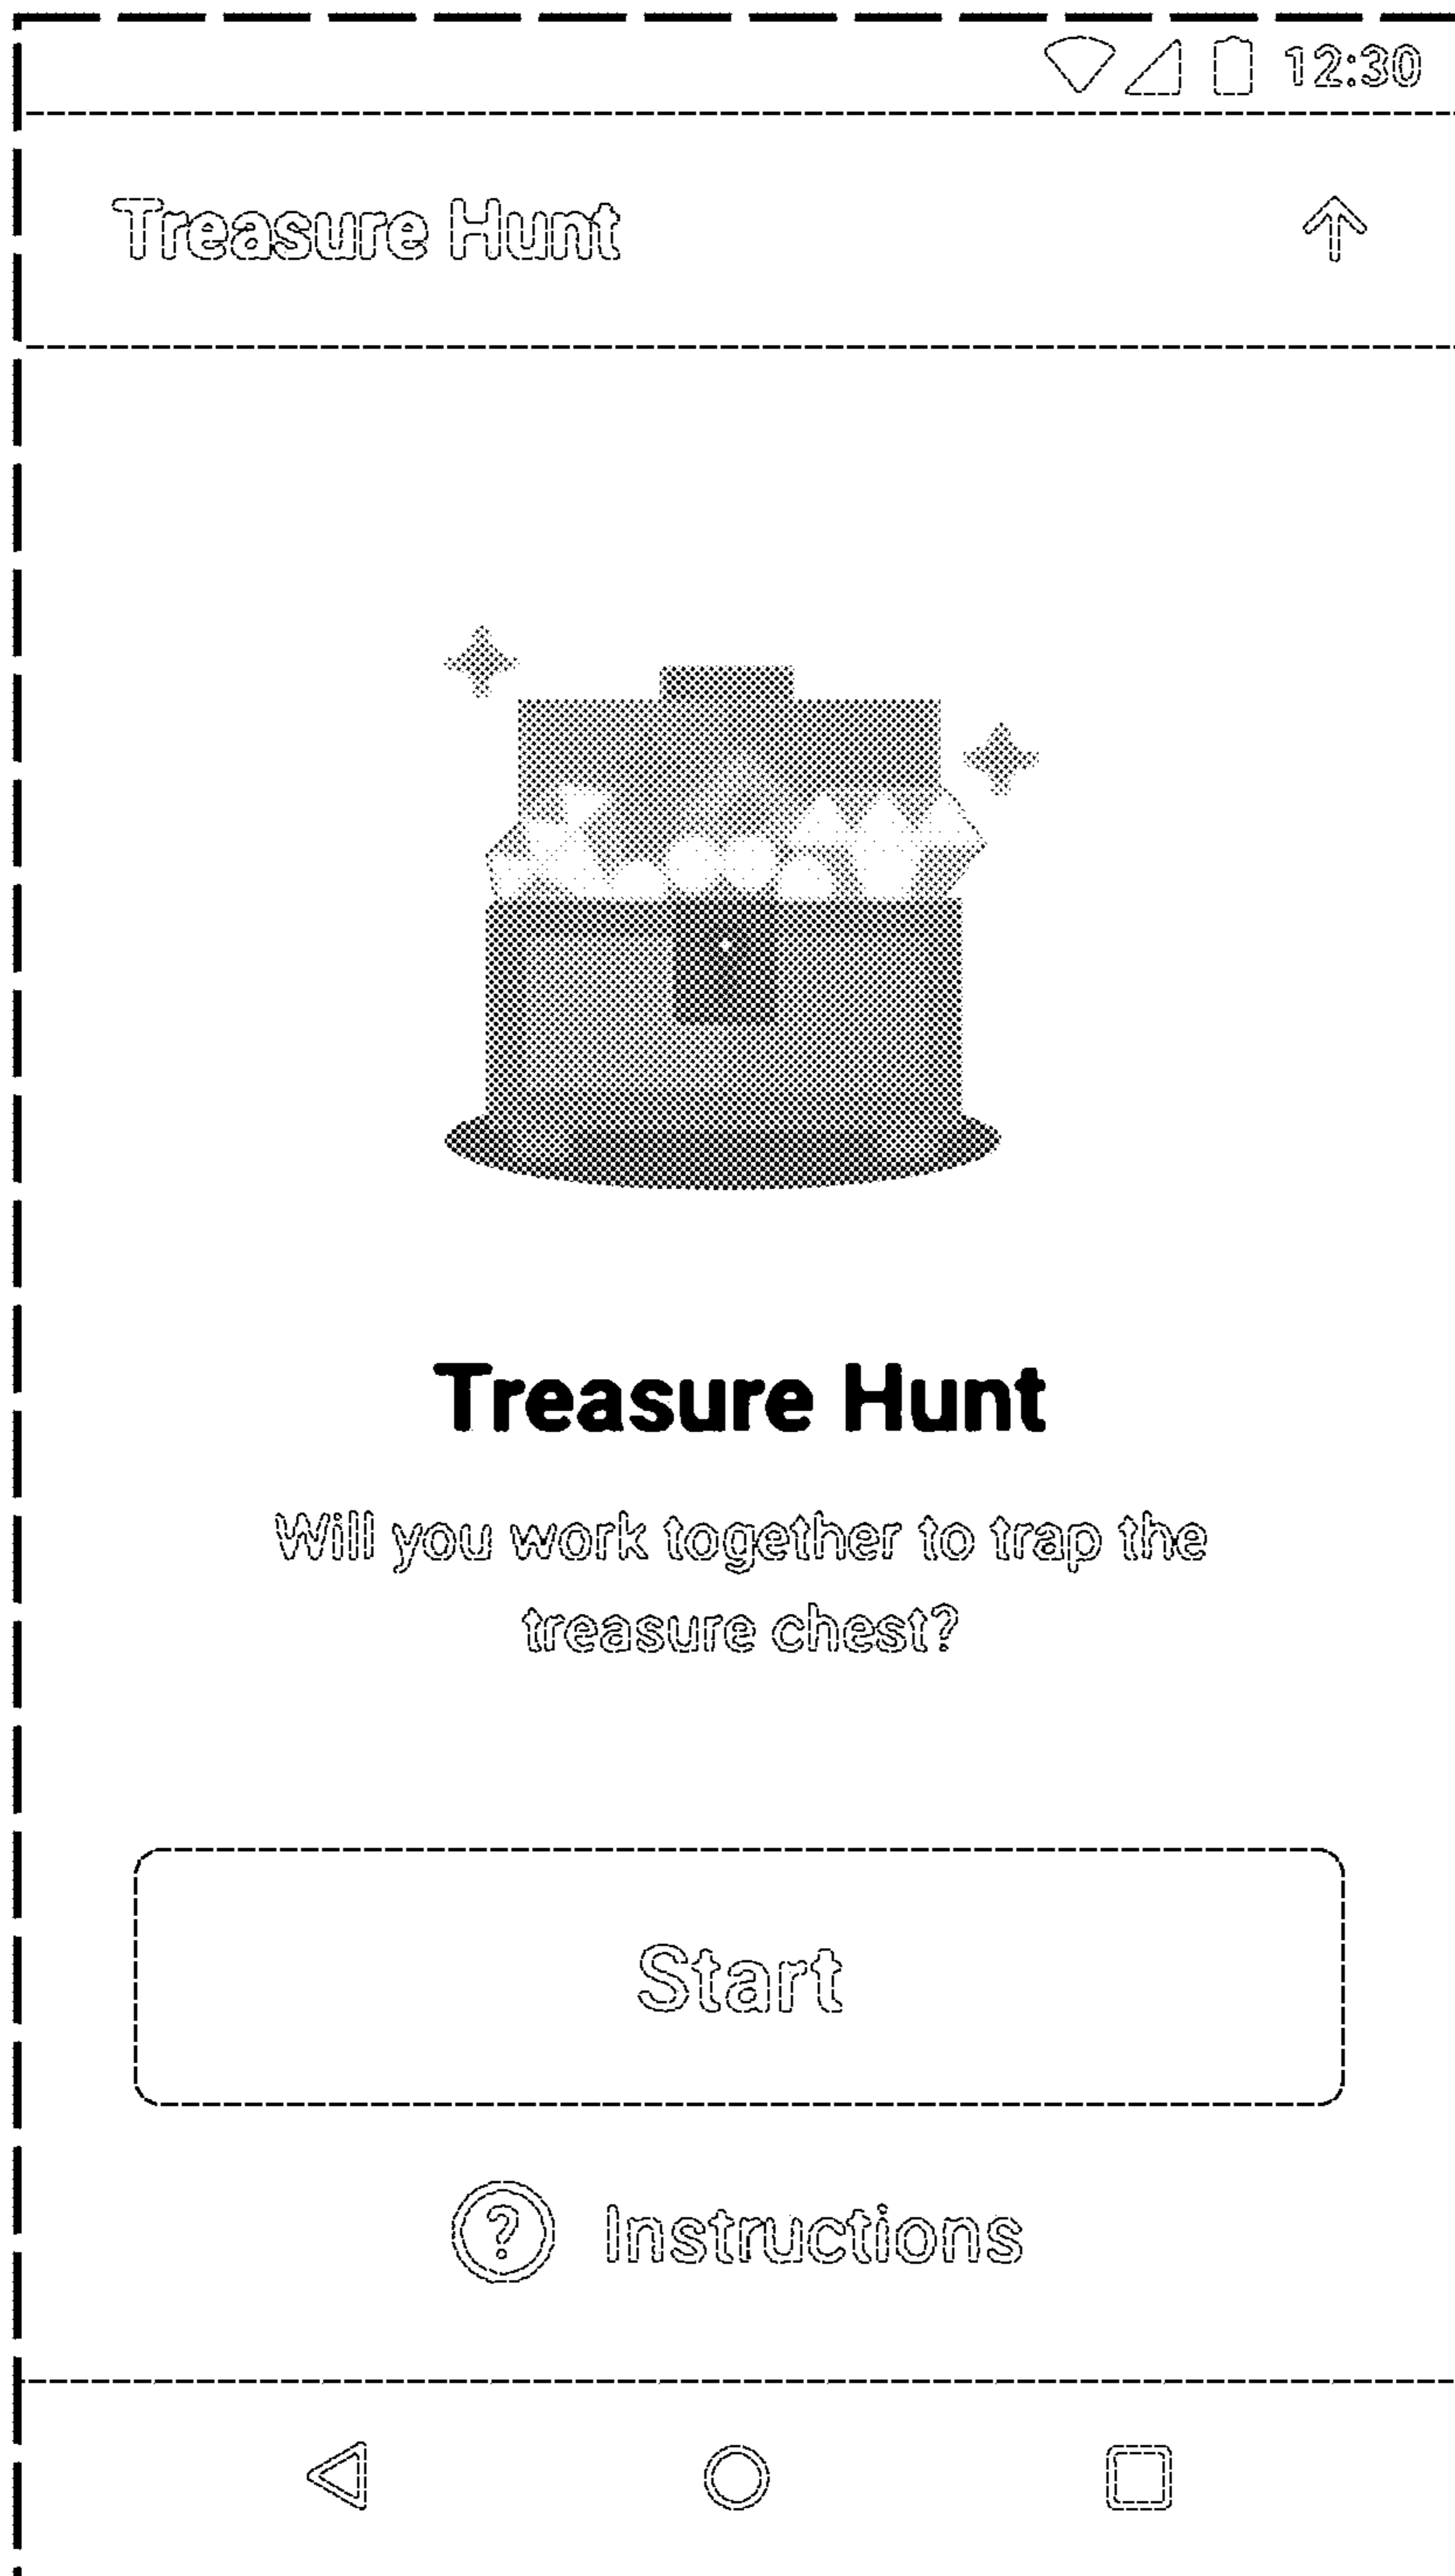 12:30
Treasure Hunt
Treasure Hunt
Will you work together to trap the
treasure chest?
Start
? Instructions